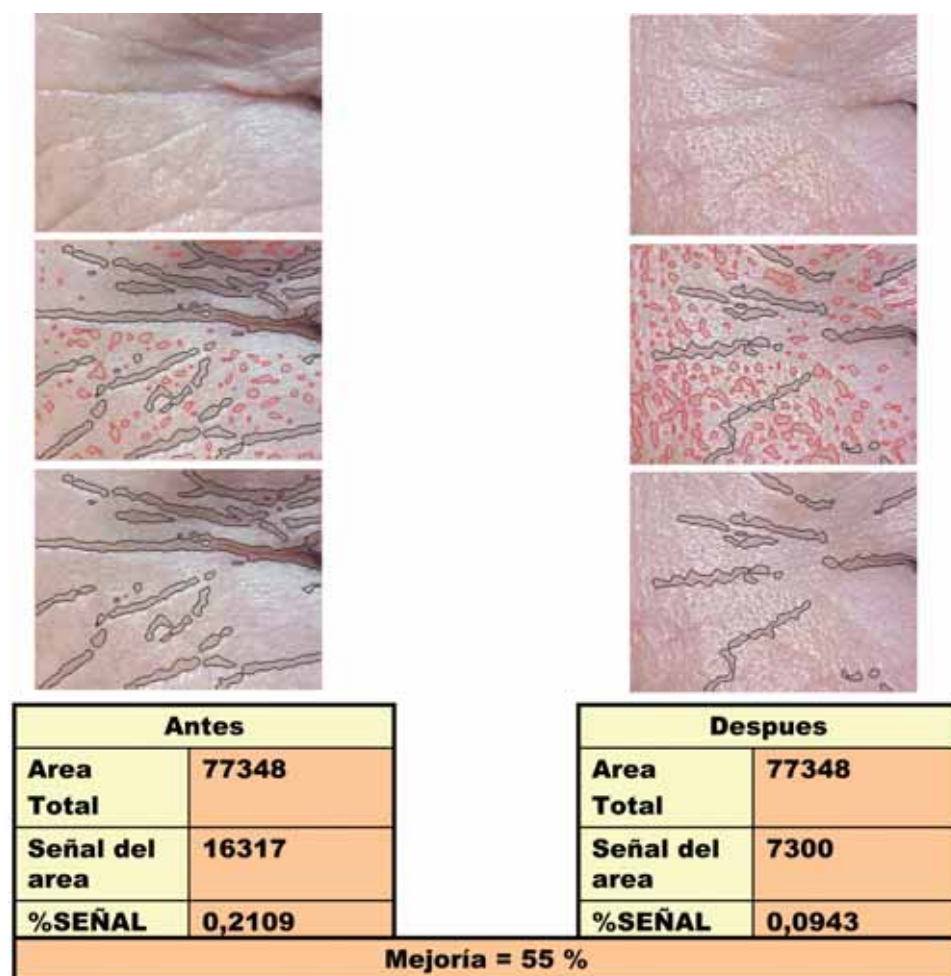 Antes
Area
Total
77348
Señal del
area
16317
%SEÑAL
0,2109
Despues
Area
Total
77348
Señal del
area
7300
%SEÑAL
0,0943
Mejoría = 55 %